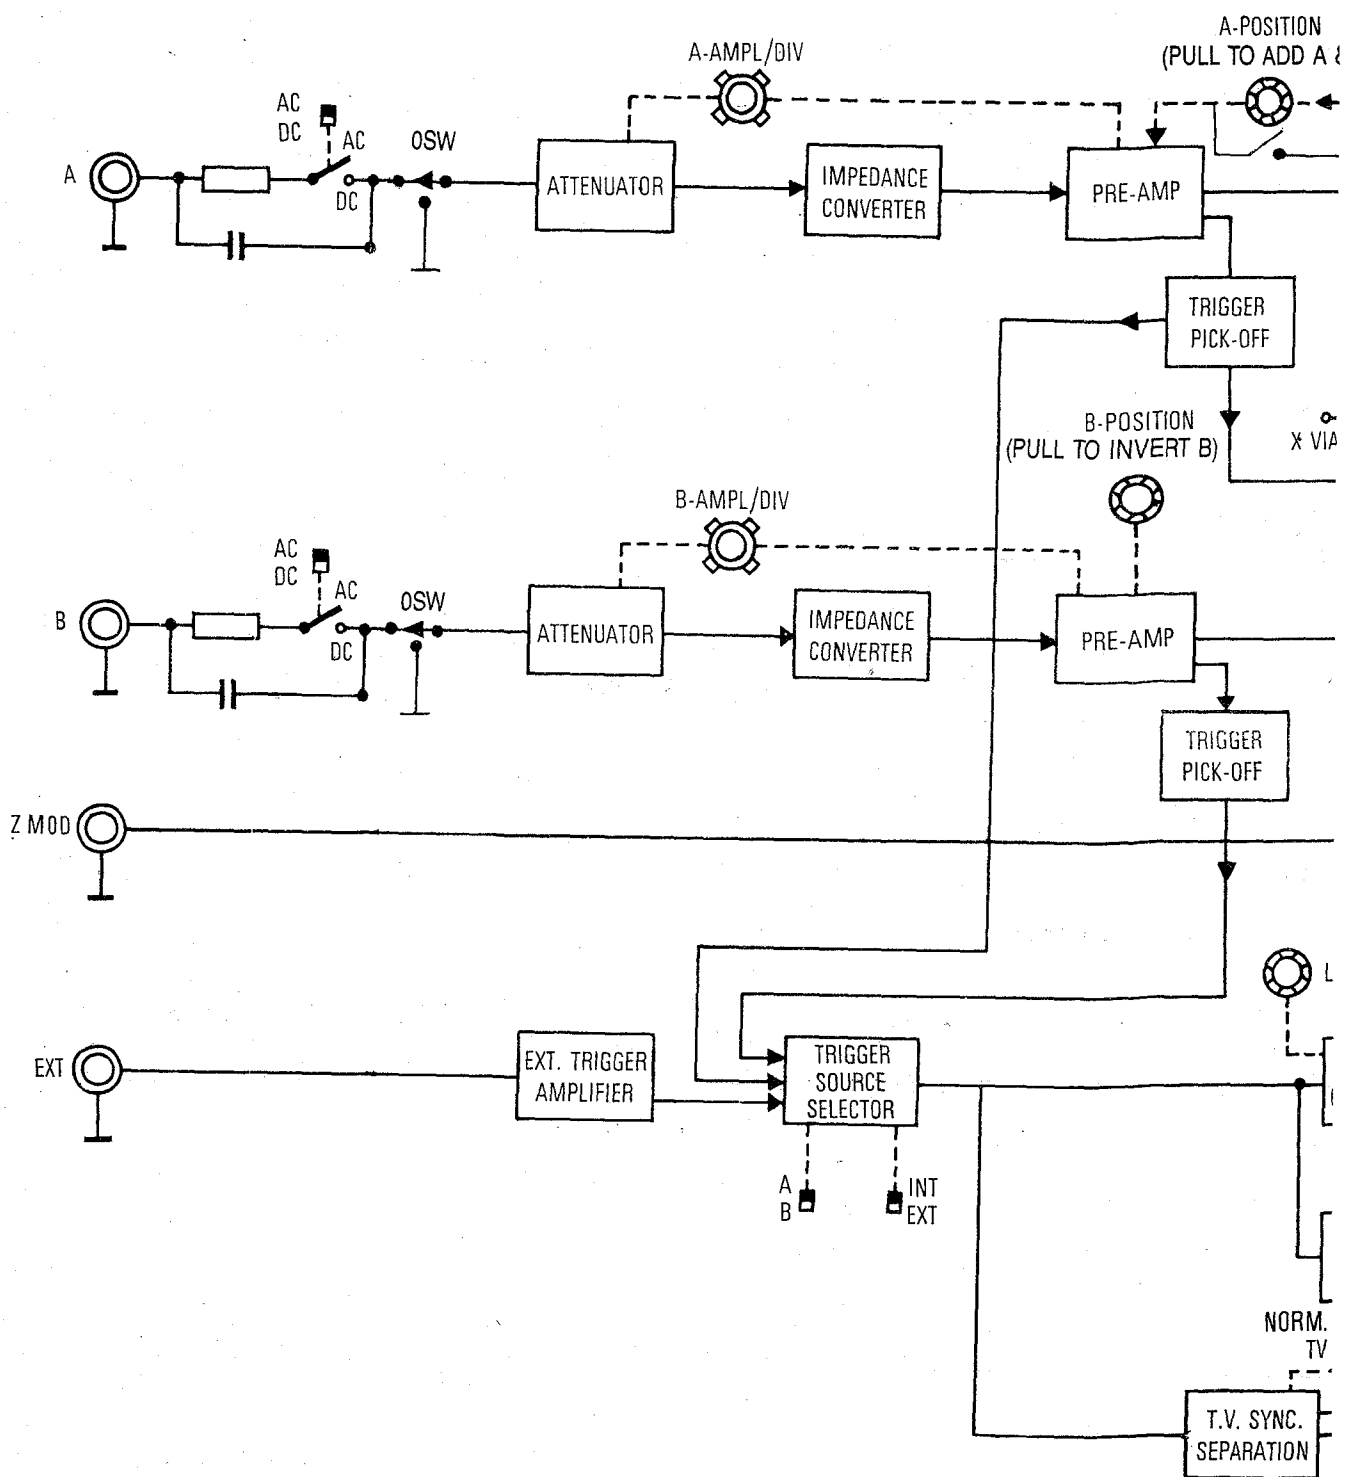 A-POSITION
(PULL TO ADD A &
A-AMPL/DIV
AC
DC
AC
DC
OSW
A
ATTENUATOR
IMPEDANCE
CONVERTER
PRE-AMP
TRIGGER
PICK-OFF
B-POSITION
(PULL TO INVERT B)
X VIA
B-AMPL/DIV
AC
DC
AC
DC
OSW
B
ATTENUATOR
IMPEDANCE
CONVERTER
PRE-AMP
TRIGGER
PICK-OFF
Z MOD
L
EXT
EXT. TRIGGER
AMPLIFIER
TRIGGER
SOURCE
SELECTOR
A
B
INT
EXT
NORM.
TV
T.V. SYNC.
SEPARATION